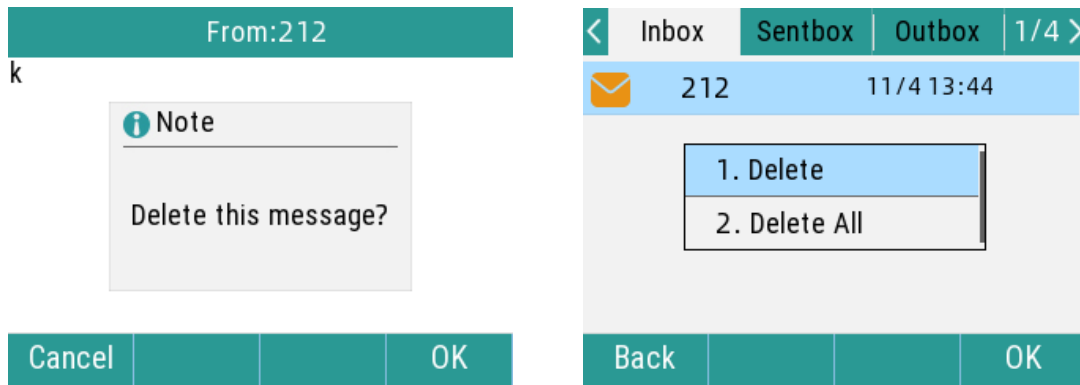 From:212
k
Note
Delete this message?
Cancel OK
Inbox Sentbox Outbox 1/4
212 11/4 13:44
1. Delete
2. Delete All
Back OK